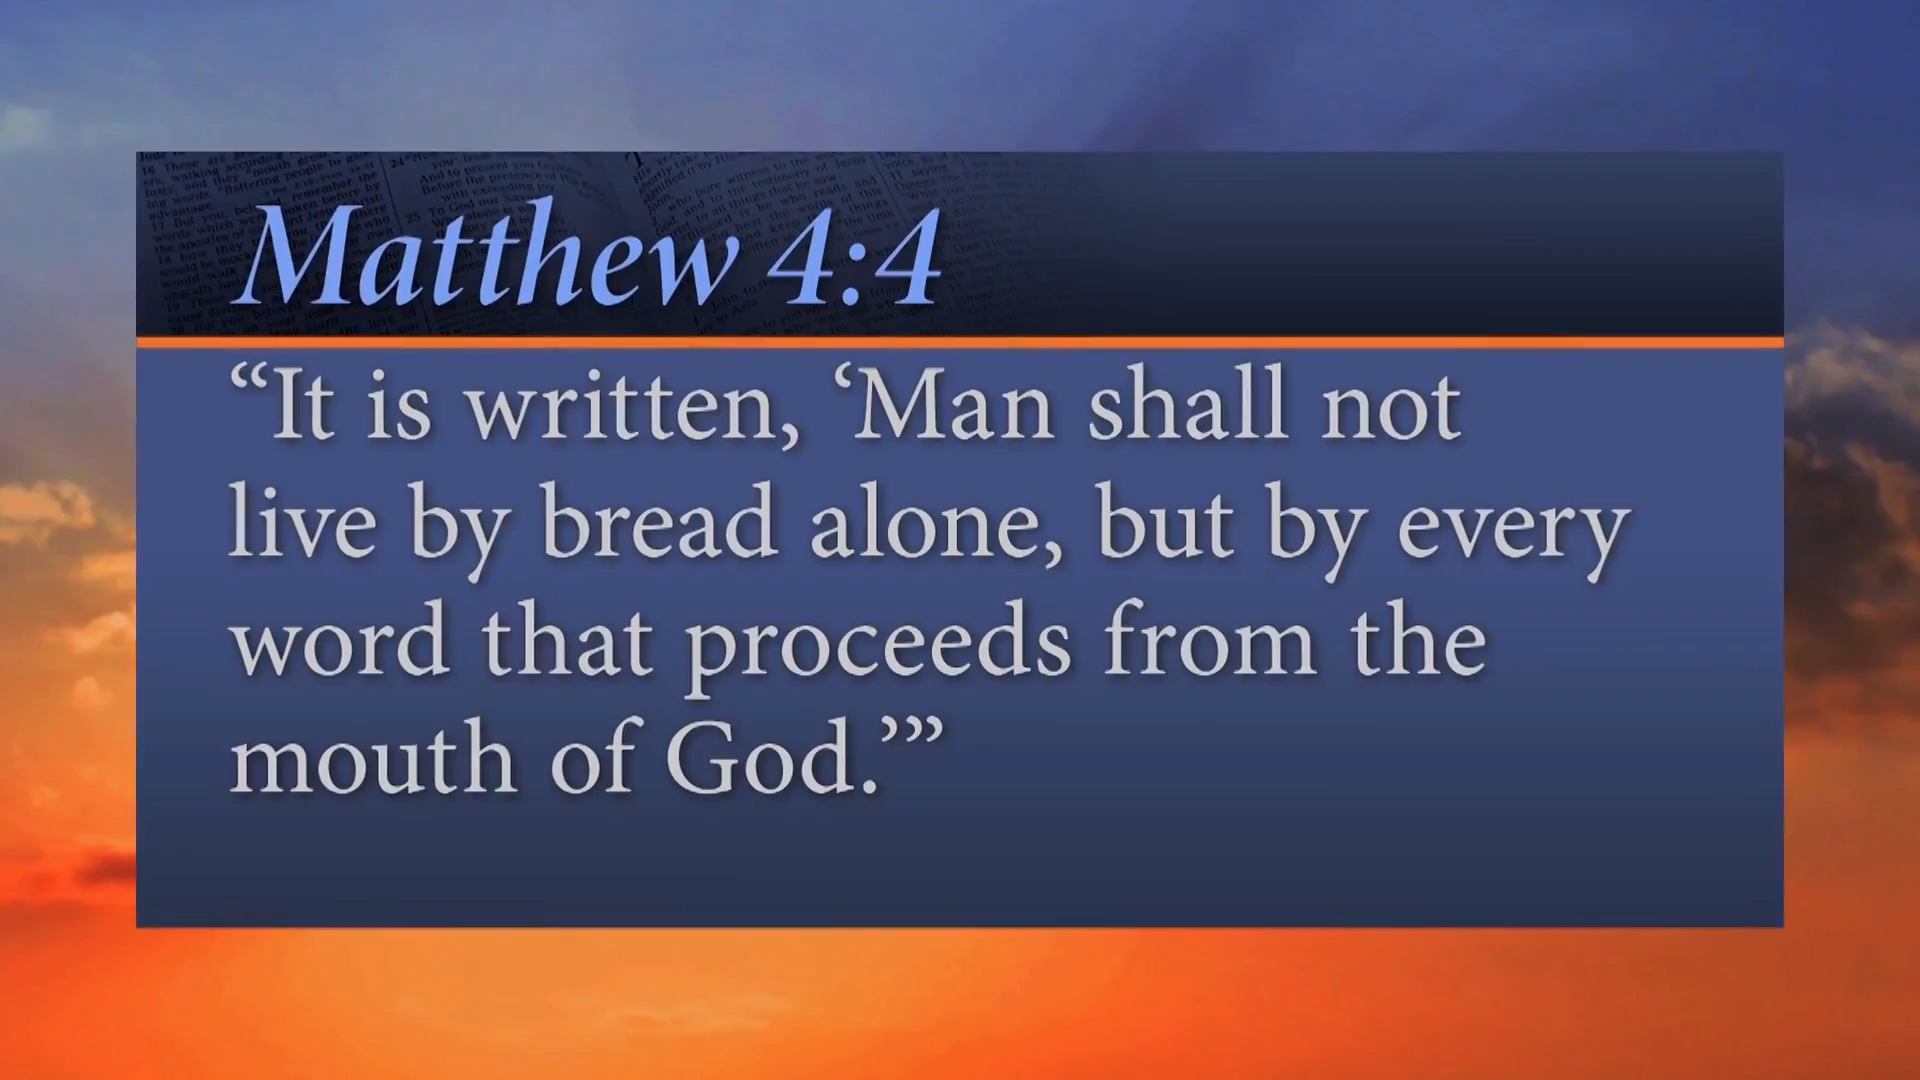 Matthew 4:4
“It is written, ‘Man shall not
live by bread alone, but by every
word that proceeds from the
mouth of God.’”